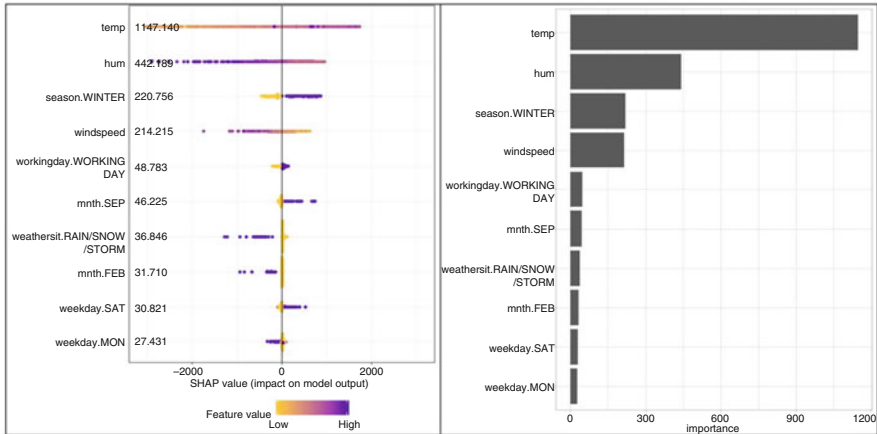 temp 1147.140
hum 442.189
season.WINTER 220.756
windspeed 214.215
workingday.WORKING 48.783
DAY
mnth.SEP 46.225
weathersit.RAIN/SNOW 36.846
/STORM
mnth.FEB 31.710
weekday.SAT 30.821
weekday.MON 27.431
−2000 0 2000
SHAP value (impact on model output)
Feature value
Low High
temp
hum
season.WINTER
windspeed
workingday.WORKING
DAY
mnth.SEP
weathersit.RAIN/SNOW
/STORM
mnth.FEB
weekday.SAT
weekday.MON
0 300 600 900 1200
importance